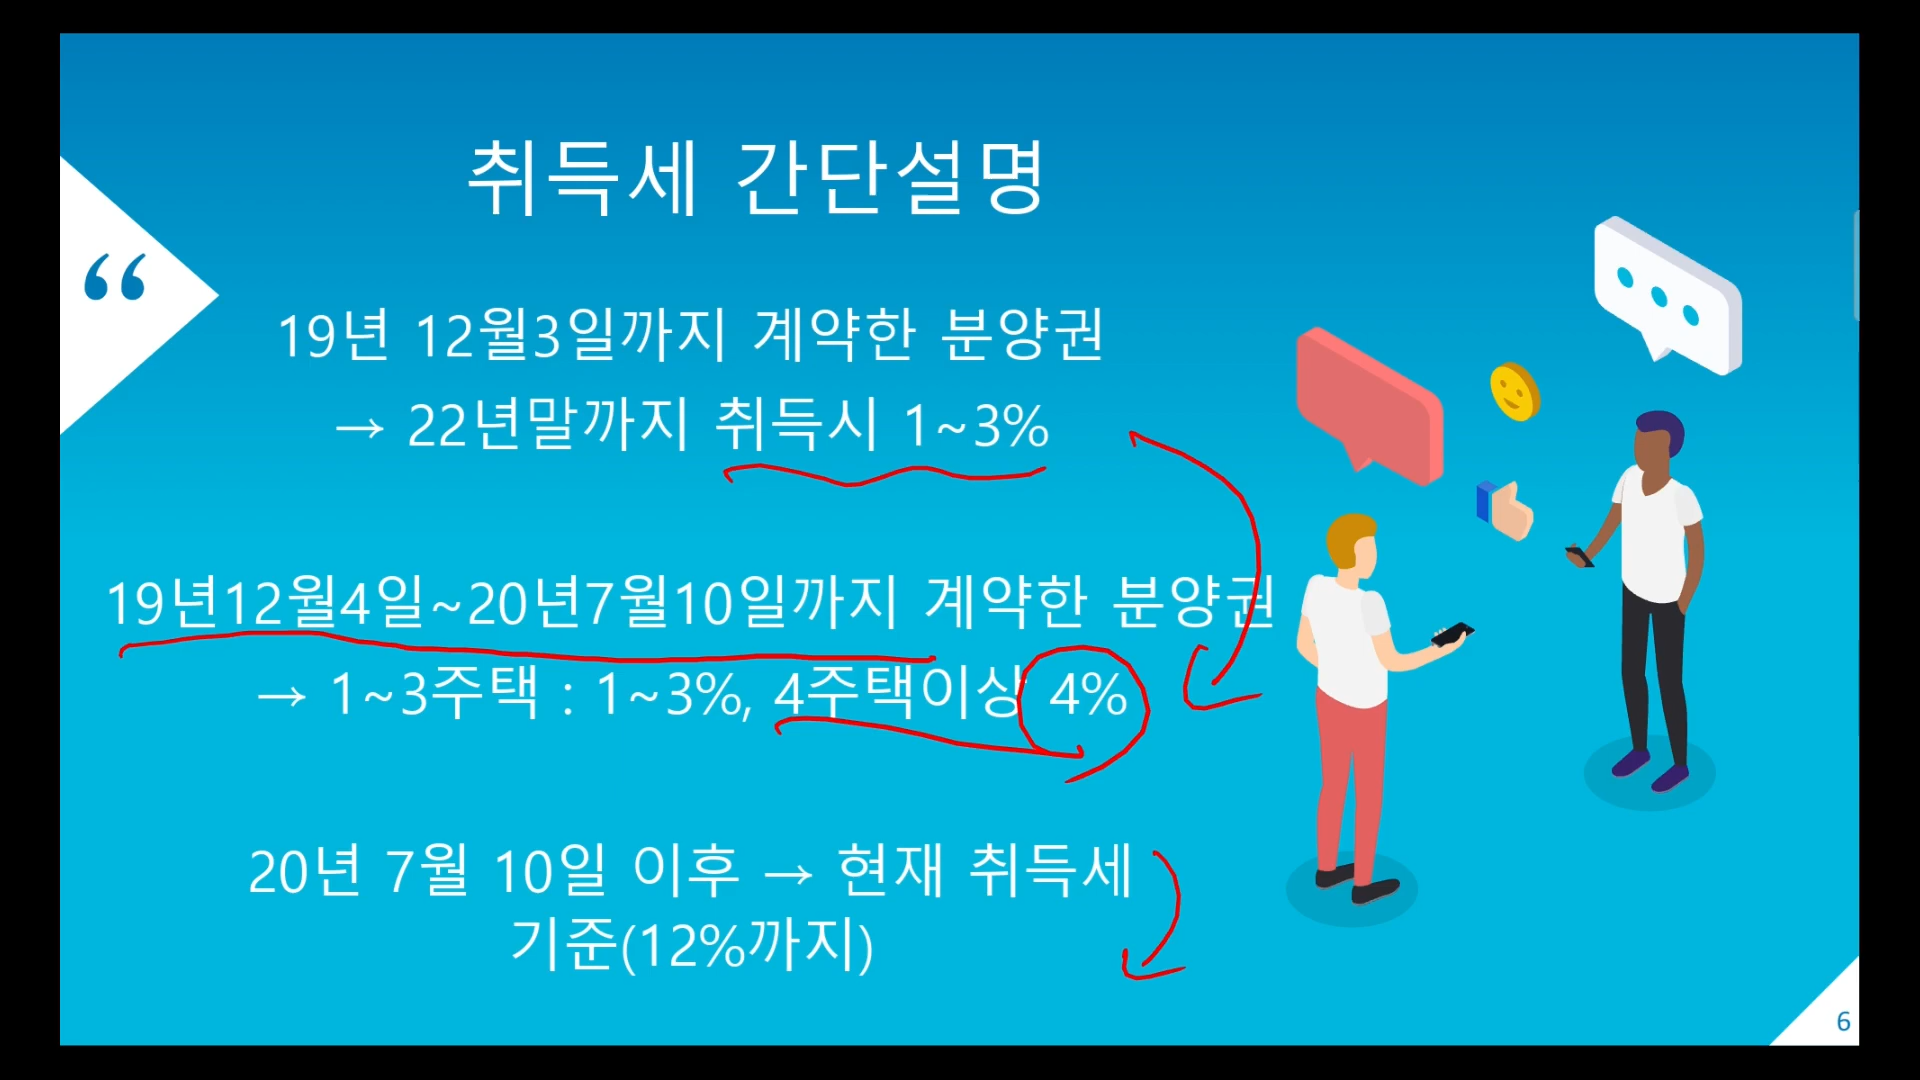 취득세 간단설명
“
19년 12월3일까지 계약한 분양권
→ 22년말까지 취득시 1~3%
19년12월4일~20년7월10일까지 계약한 분양권
→ 1~3주택 : 1~3%, 4주택이상 4%
20년 7월 10일 이후 → 현재 취득세
기준(12%까지)
6